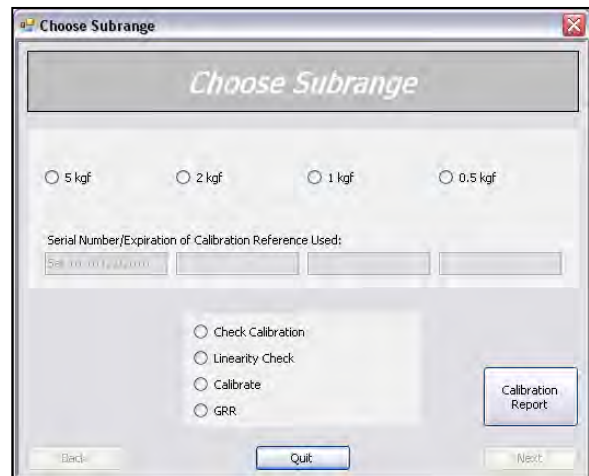 Choose Subrange
Choose Subrange
5 kgf 2 kgf 1 kgf 0.5 kgf
Serial Number/Expiration of Calibration Reference Used:
Check Calibration
Linearity Check
Calibrate
GRR
Calibration
Report
Back Quit Next